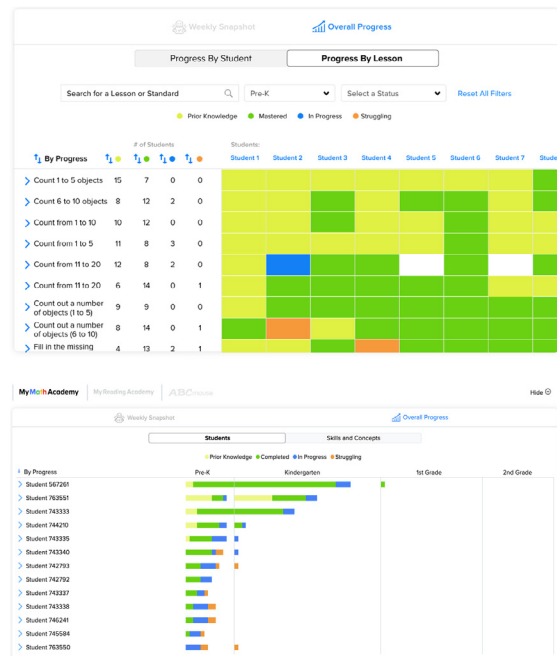 Weekly Snapshot Overall Progress
Progress By Student Progress By Lesson
Search for a Lesson or Standard Pre-K Select a Status Reset All Filters
Prior Knowledge Mastered In Progress Struggling
# of Students Students:
By Progress Student 1 Student 2 Student 3 Student 4 Student 5 Student 6 Student 7 Stude
Count 1 to 5 objects 15 7 0 0
Count 6 to 10 objects 8 12 2 0
Count from 1 to 10 10 12 0 0
Count from 1 to 5 11 8 3 0
Count from 11 to 20 12 8 2 0
Count from 11 to 20 6 14 0 1
Count out a number
of objects (1 to 5) 9 9 0 0
Count out a number
of objects (6 to 10) 8 14 0 1
Fill in the missing 4 13 2 1
MyMathAcademy My Reading Academy ABCmouse Hide
Weekly Snapshot Overall Progress
Students Skills and Concepts
Prior Knowledge Completed In Progress Struggling
By Progress Pre-K Kindergarten 1st Grade 2nd Grade
Student 567261
Student 763551
Student 743333
Student 744210
Student 743335
Student 743340
Student 742793
Student 742792
Student 743337
Student 743338
Student 746241
Student 745584
Student 763550